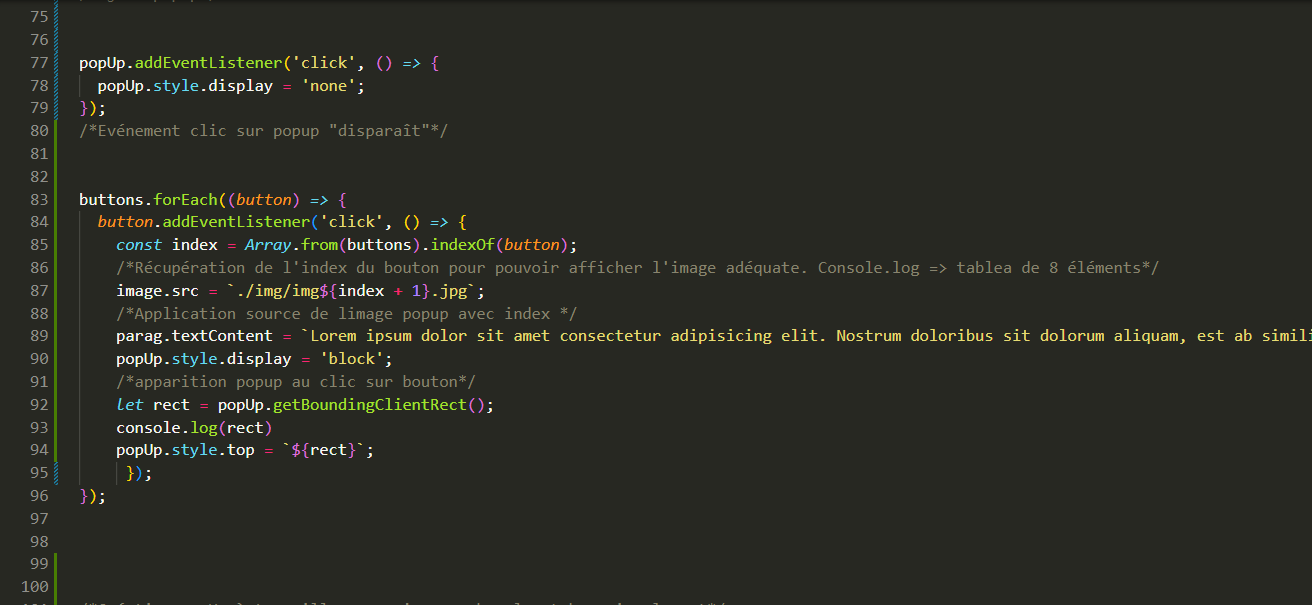 75
76
77 popUp.addEventListener('click', () => {
78 popUp.style.display = 'none';
79 });
80 /*Evénement clic sur popup "disparaît"*/
81
82
83 buttons.forEach((button) => {
84 button.addEventListener('click', () => {
85 const index = Array.from(buttons).indexOf(button);
86 /*Récupération de l'index du bouton pour pouvoir afficher l'image adéquate. Console.log => tablea de 8 éléments*/
87 image.src = `./img/img${index + 1}.jpg`;
88 /*Application source de limage popup avec index */
89 parag.textContent = `Lorem ipsum dolor sit amet consectetur adipisicing elit. Nostrum doloribus sit dolorum aliquam, est ab simili
90 popUp.style.display = 'block';
91 /*apparition popup au clic sur bouton*/
92 let rect = popUp.getBoundingClientRect();
93 console.log(rect)
94 popUp.style.top = `${rect}`;
95 });
96 });
97
98
99
100